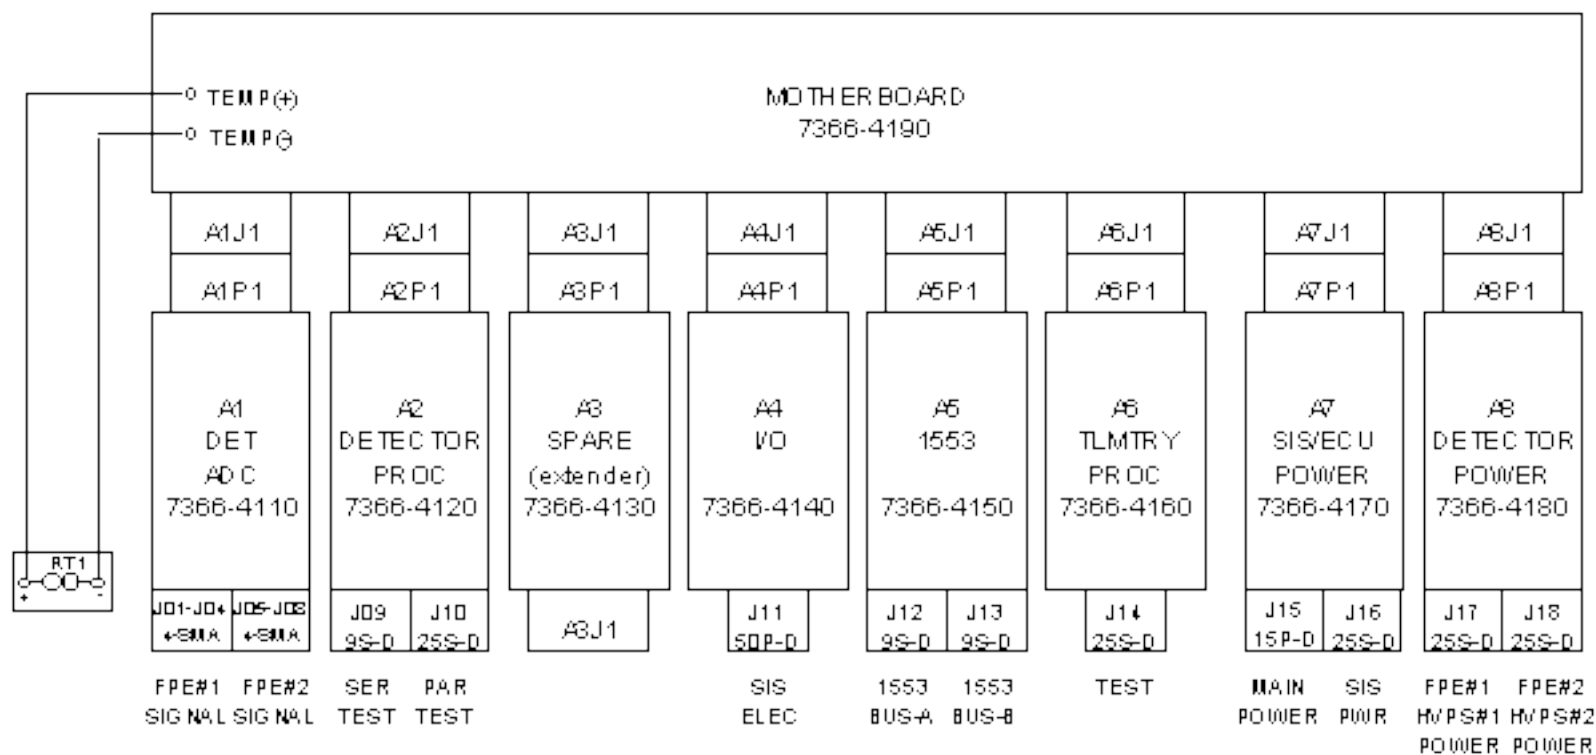 TEMP(+)
TEMP(-)
MOTHERBOARD
7366-4190
A1J1 A2J1 A3J1 A4J1 A5J1 A6J1 A7J1 A8J1
A1P1 A2P1 A3P1 A4P1 A5P1 A6P1 A7P1 A8P1
A1
DET
ADC
7366-4110
A2
DETECTOR
PROC
7366-4120
A3
SPARE
(extender)
7366-4130
A4
I/O
7366-4140
A5
1553
7366-4150
A6
TLMTRY
PROC
7366-4160
A7
SIS/ECU
POWER
7366-4170
A8
DETECTOR
POWER
7366-4180
RT1
+ -
J01-J04
4-SMA
J05-J08
4-SMA
J09
9S-D
J10
25S-D
A3J1
J11
50P-D
J12
9S-D
J13
9S-D
J14
25S-D
J15
15P-D
J16
25S-D
J17
25S-D
J18
25S-D
FPE#1
SIGNAL
FPE#2
SIGNAL
SER
TEST
PAR
TEST
SIS
ELEC
1553
BUS-A
1553
BUS-B
TEST
MAIN
POWER
SIS
PWR
FPE#1
HVPS#1
POWER
FPE#2
HVPS#2
POWER